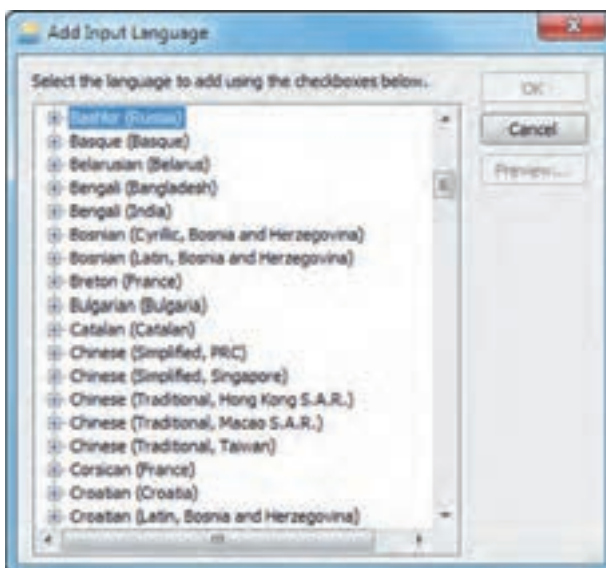 Add Input Language
Select the language to add using the checkboxes below.
Bashkir (Russia)
Basque (Basque)
Belarusian (Belarus)
Bengali (Bangladesh)
Bengali (India)
Bosnian (Cyrillic, Bosnia and Herzegovina)
Bosnian (Latin, Bosnia and Herzegovina)
Breton (France)
Bulgarian (Bulgaria)
Catalan (Catalan)
Chinese (Simplified, PRC)
Chinese (Simplified, Singapore)
Chinese (Traditional, Hong Kong S.A.R.)
Chinese (Traditional, Macao S.A.R.)
Chinese (Traditional, Taiwan)
Corsican (France)
Croatian (Croatia)
Croatian (Latin, Bosnia and Herzegovina)
OK
Cancel
Preview...